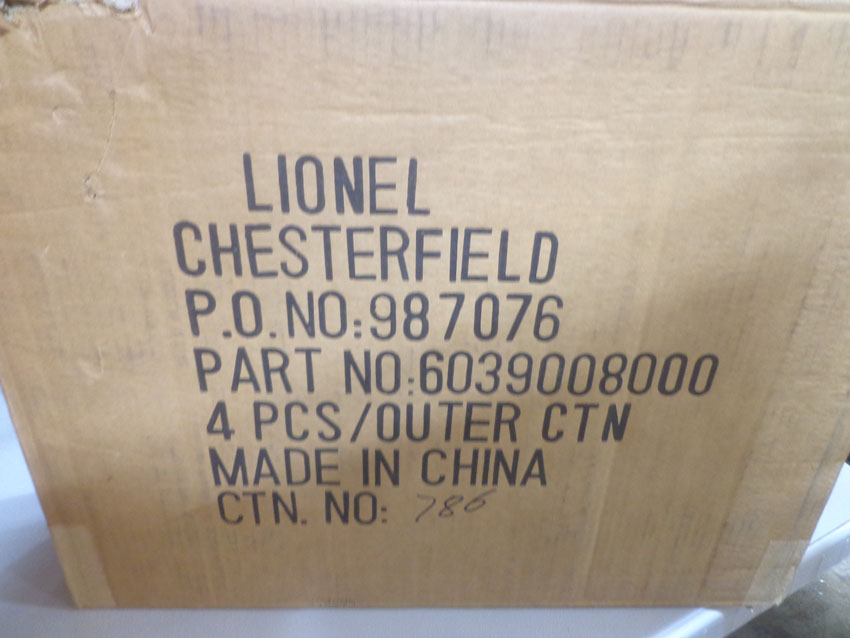 LIONEL
CHESTERFIELD
P.O. NO:987076
PART NO:6039008000
4 PCS/OUTER CTN
MADE IN CHINA
CTN. NO: 786